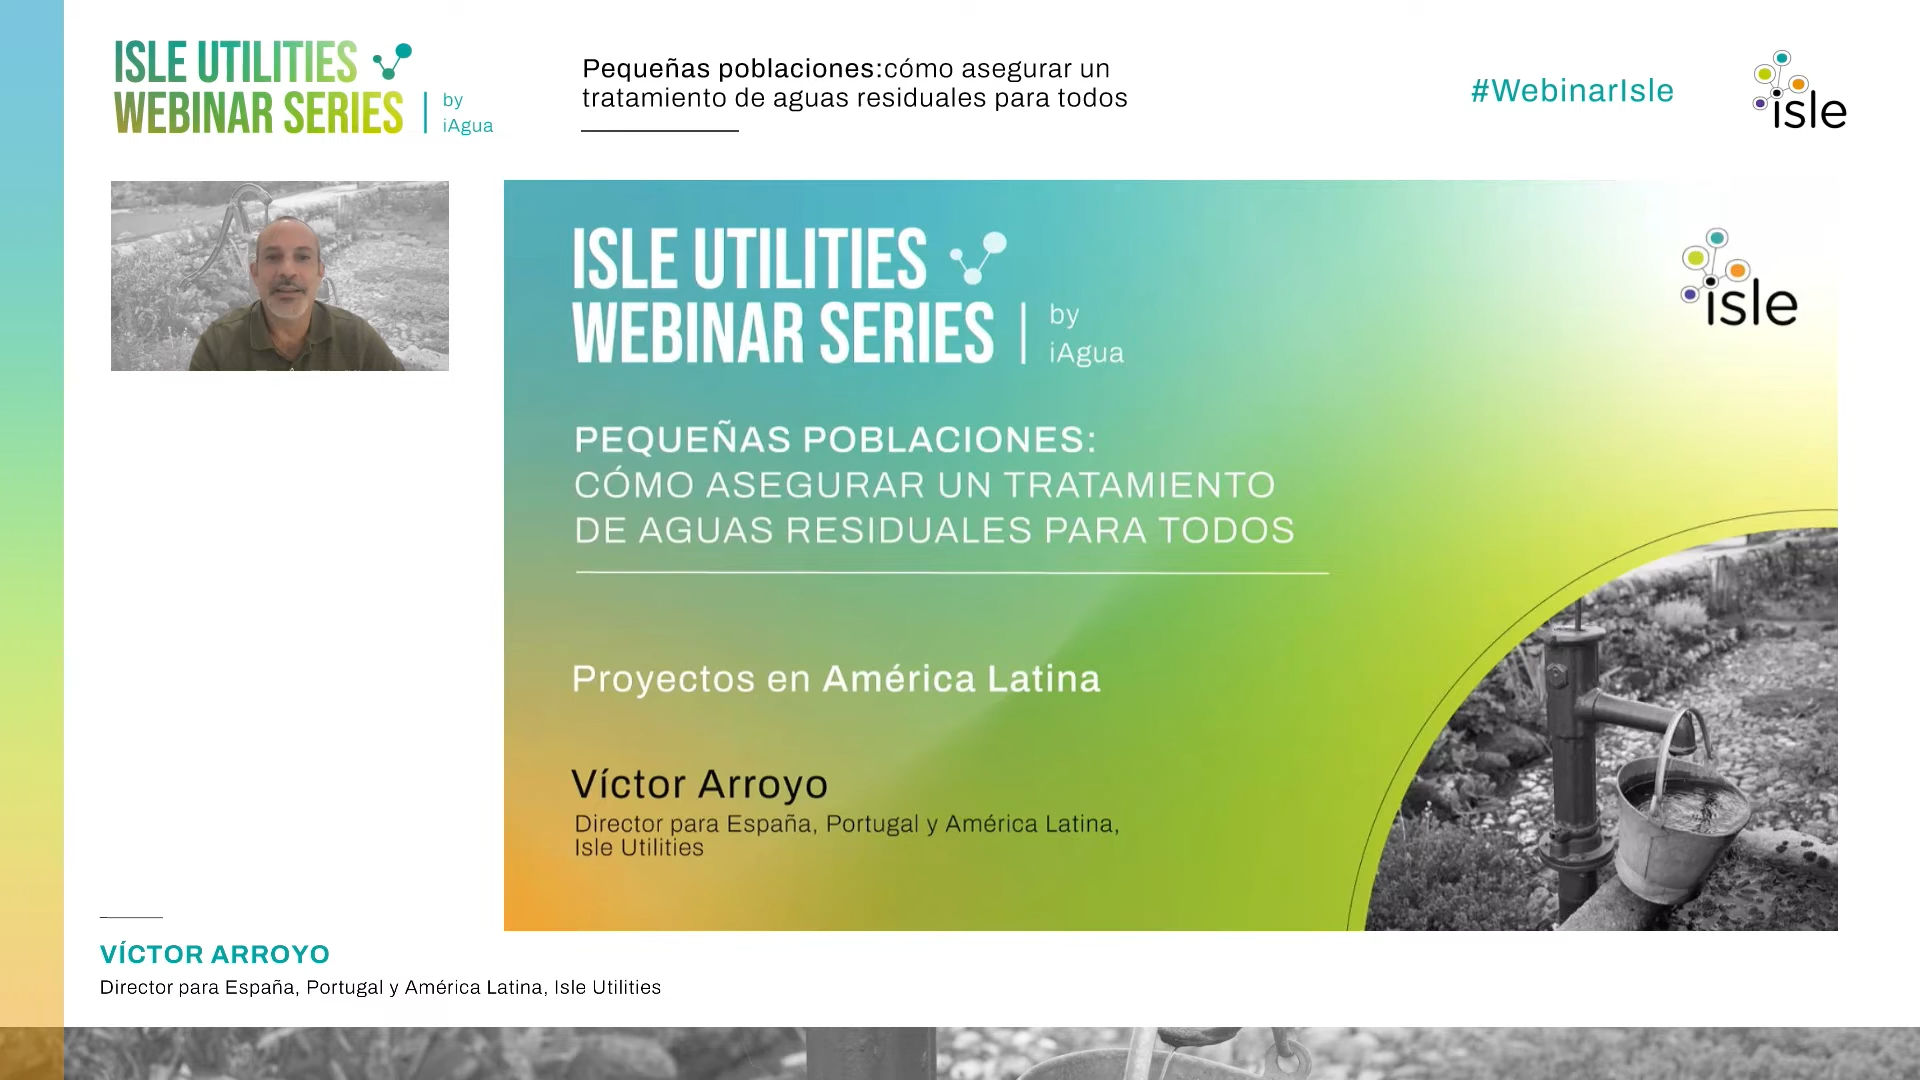 ISLE UTILITIES
WEBINAR SERIES
by
iAgua
Pequeñas poblaciones:cómo asegurar un
tratamiento de aguas residuales para todos
#WebinarIsle
isle
ISLE UTILITIES
WEBINAR SERIES
by
iAgua
isle
PEQUEÑAS POBLACIONES:
CÓMO ASEGURAR UN TRATAMIENTO
DE AGUAS RESIDUALES PARA TODOS
Proyectos en América Latina
Víctor Arroyo
Director para España, Portugal y América Latina,
Isle Utilities
VÍCTOR ARROYO
Director para España, Portugal y América Latina, Isle Utilities